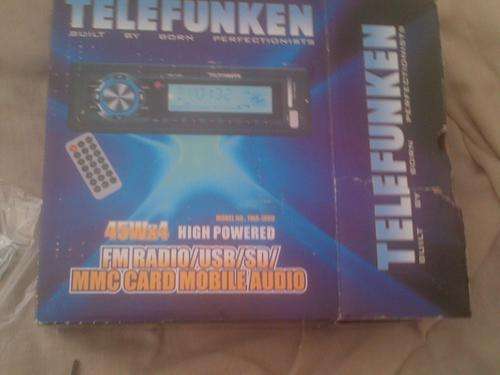 TELEFUNKEN
BUILT BY BORN PERFECTIONISTS
45Wx4 HIGH POWERED
FM RADIO/USB/SD/
MMC CARD MOBILE AUDIO
TELEFUNKEN
BUILT BY BORN PERFECTIONISTS